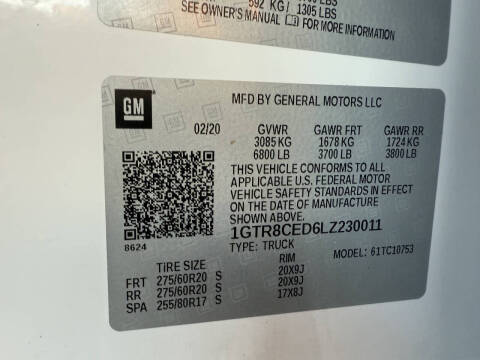 592 KG/ 1305 LBS
SEE OWNER'S MANUAL FOR MORE INFORMATION
GM
MFD BY GENERAL MOTORS LLC
02/20 GVWR GAWR FRT GAWR RR
3085 KG 1678 KG 1724 KG
6800 LB 3700 LB 3800 LB
THIS VEHICLE CONFORMS TO ALL
APPLICABLE U.S. FEDERAL MOTOR
VEHICLE SAFETY STANDARDS IN EFFECT
ON THE DATE OF MANUFACTURE
SHOWN ABOVE.
8624
1GTR8CED6LZ230011
TYPE: TRUCK MODEL: 61TC10753
TIRE SIZE RIM
FRT 275/60R20 S 20X9J
RR 275/60R20 S 20X9J
SPA 255/80R17 S 17X8J